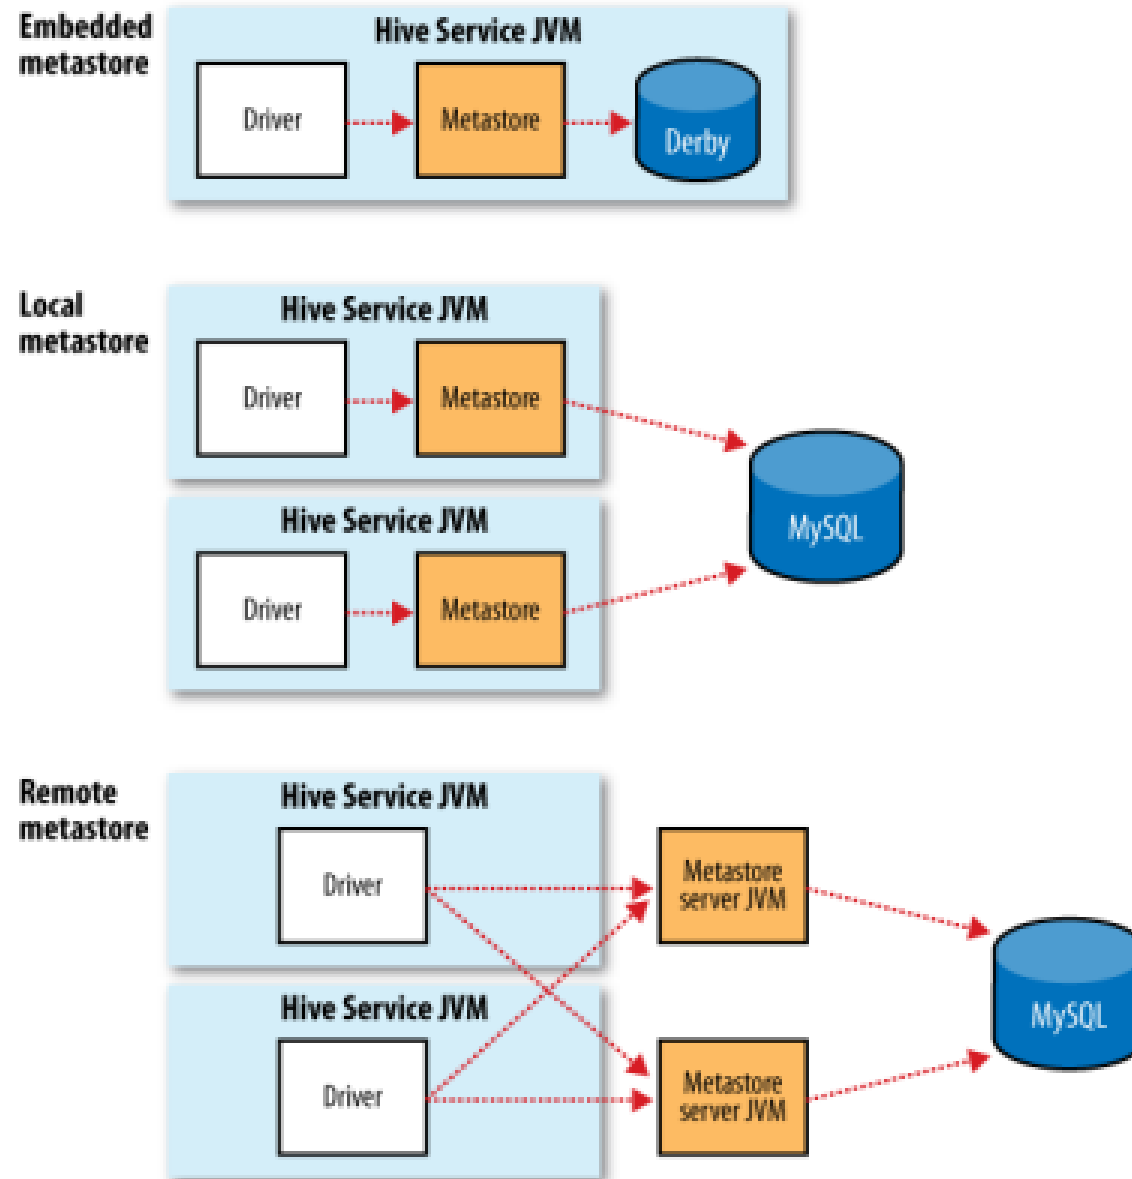 Embedded
metastore
Hive Service JVM
Driver
Metastore
Derby
Local
metastore
Hive Service JVM
Driver
Metastore
Hive Service JVM
Driver
Metastore
MySQL
Remote
metastore
Hive Service JVM
Driver
Metastore
server JVM
Hive Service JVM
Driver
Metastore
server JVM
MySQL